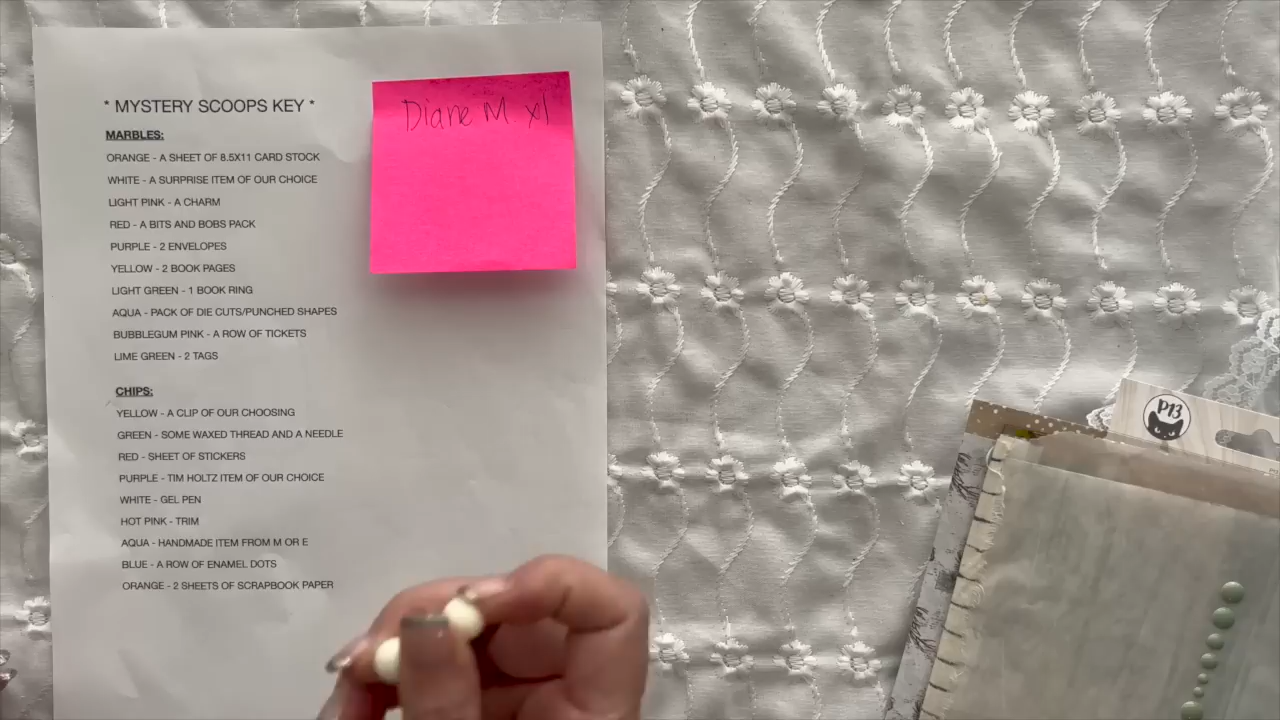 * MYSTERY SCOOPS KEY *
MARBLES:
ORANGE - A SHEET OF 8.5X11 CARD STOCK
WHITE - A SURPRISE ITEM OF OUR CHOICE
LIGHT PINK - A CHARM
RED - A BITS AND BOBS PACK
PURPLE - 2 ENVELOPES
YELLOW - 2 BOOK PAGES
LIGHT GREEN - 1 BOOK RING
AQUA - PACK OF DIE CUTS/PUNCHED SHAPES
BUBBLEGUM PINK - A ROW OF TICKETS
LIME GREEN - 2 TAGS
CHIPS:
YELLOW - A CLIP OF OUR CHOOSING
GREEN - SOME WAXED THREAD AND A NEEDLE
RED - SHEET OF STICKERS
PURPLE - TIM HOLTZ ITEM OF OUR CHOICE
WHITE - GEL PEN
HOT PINK - TRIM
AQUA - HANDMADE ITEM FROM M OR E
BLUE - A ROW OF ENAMEL DOTS
ORANGE - 2 SHEETS OF SCRAPBOOK PAPER
Diane M x1
P13